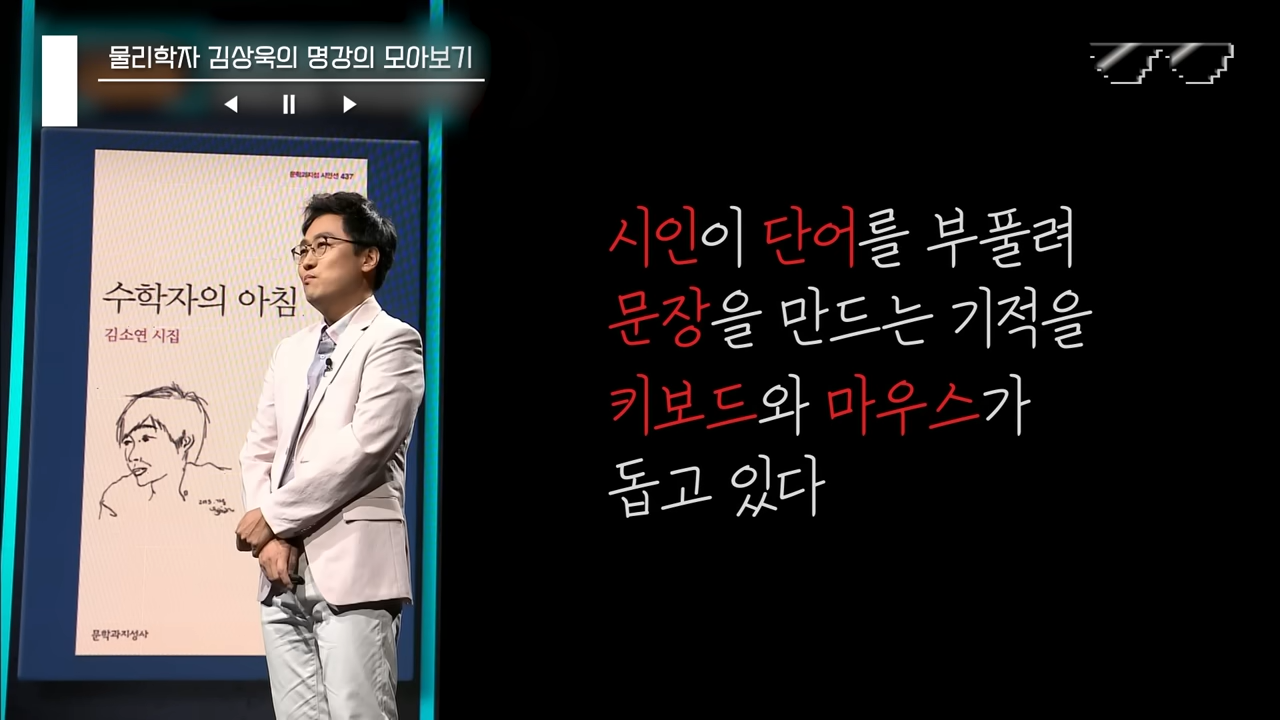 물리학자 김상욱의 명강의 모아보기
문학과지성 시인선 437
수학자의 아침
김소연 시집
문학과지성사
시인이 단어를 부풀려
문장을 만드는 기적을
키보드와 마우스가
돕고 있다